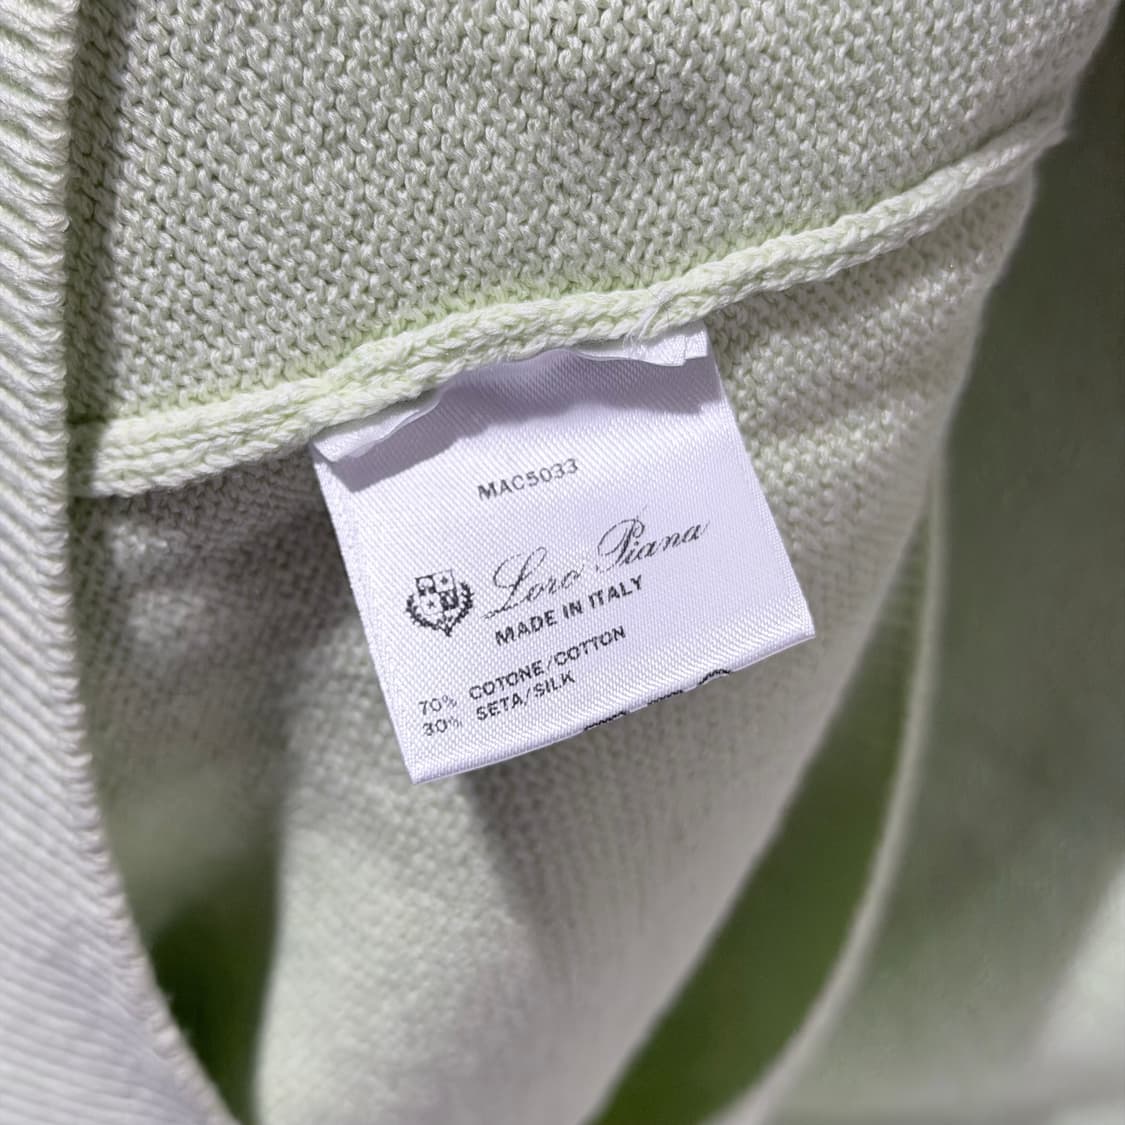 MAC5033
Loro Piana
MADE IN ITALY
70% COTONE/COTTON
30% SETA/SILK